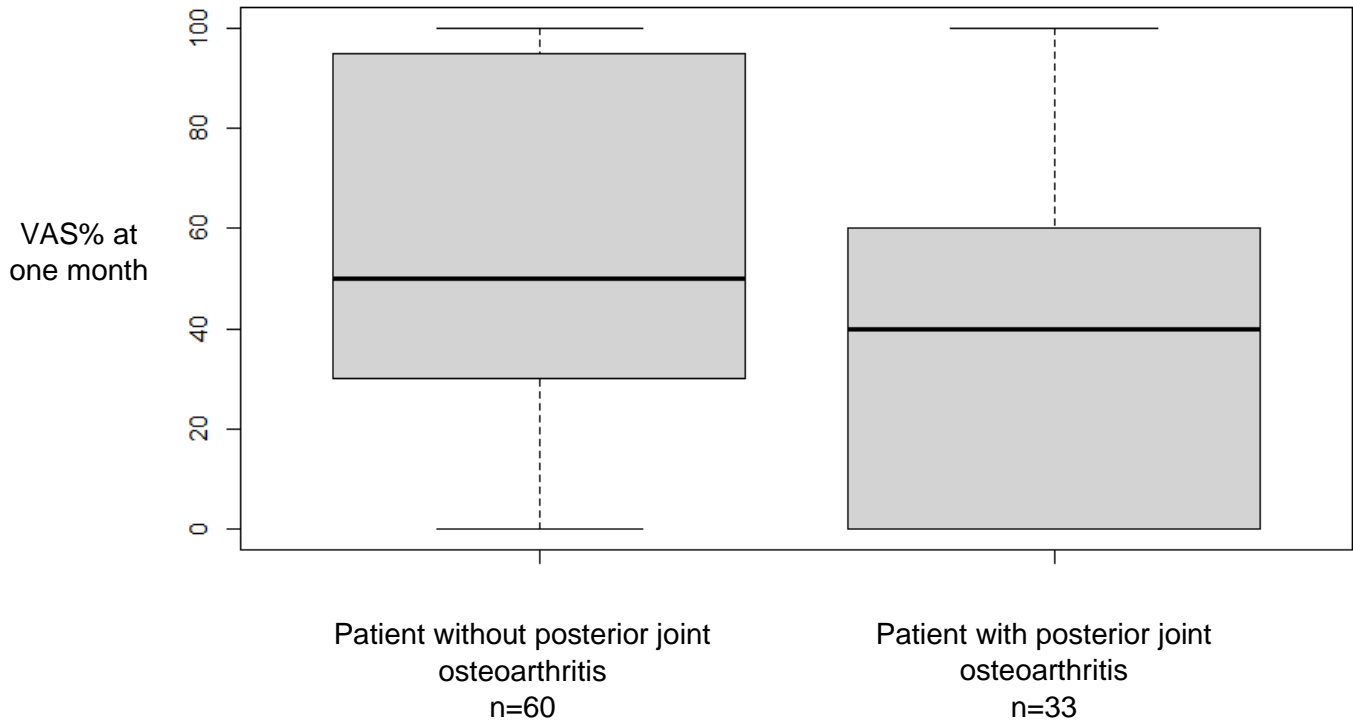 100
80
60
40
20
0
VAS% at
one month
Patient without posterior joint
osteoarthritis
n=60
Patient with posterior joint
osteoarthritis
n=33